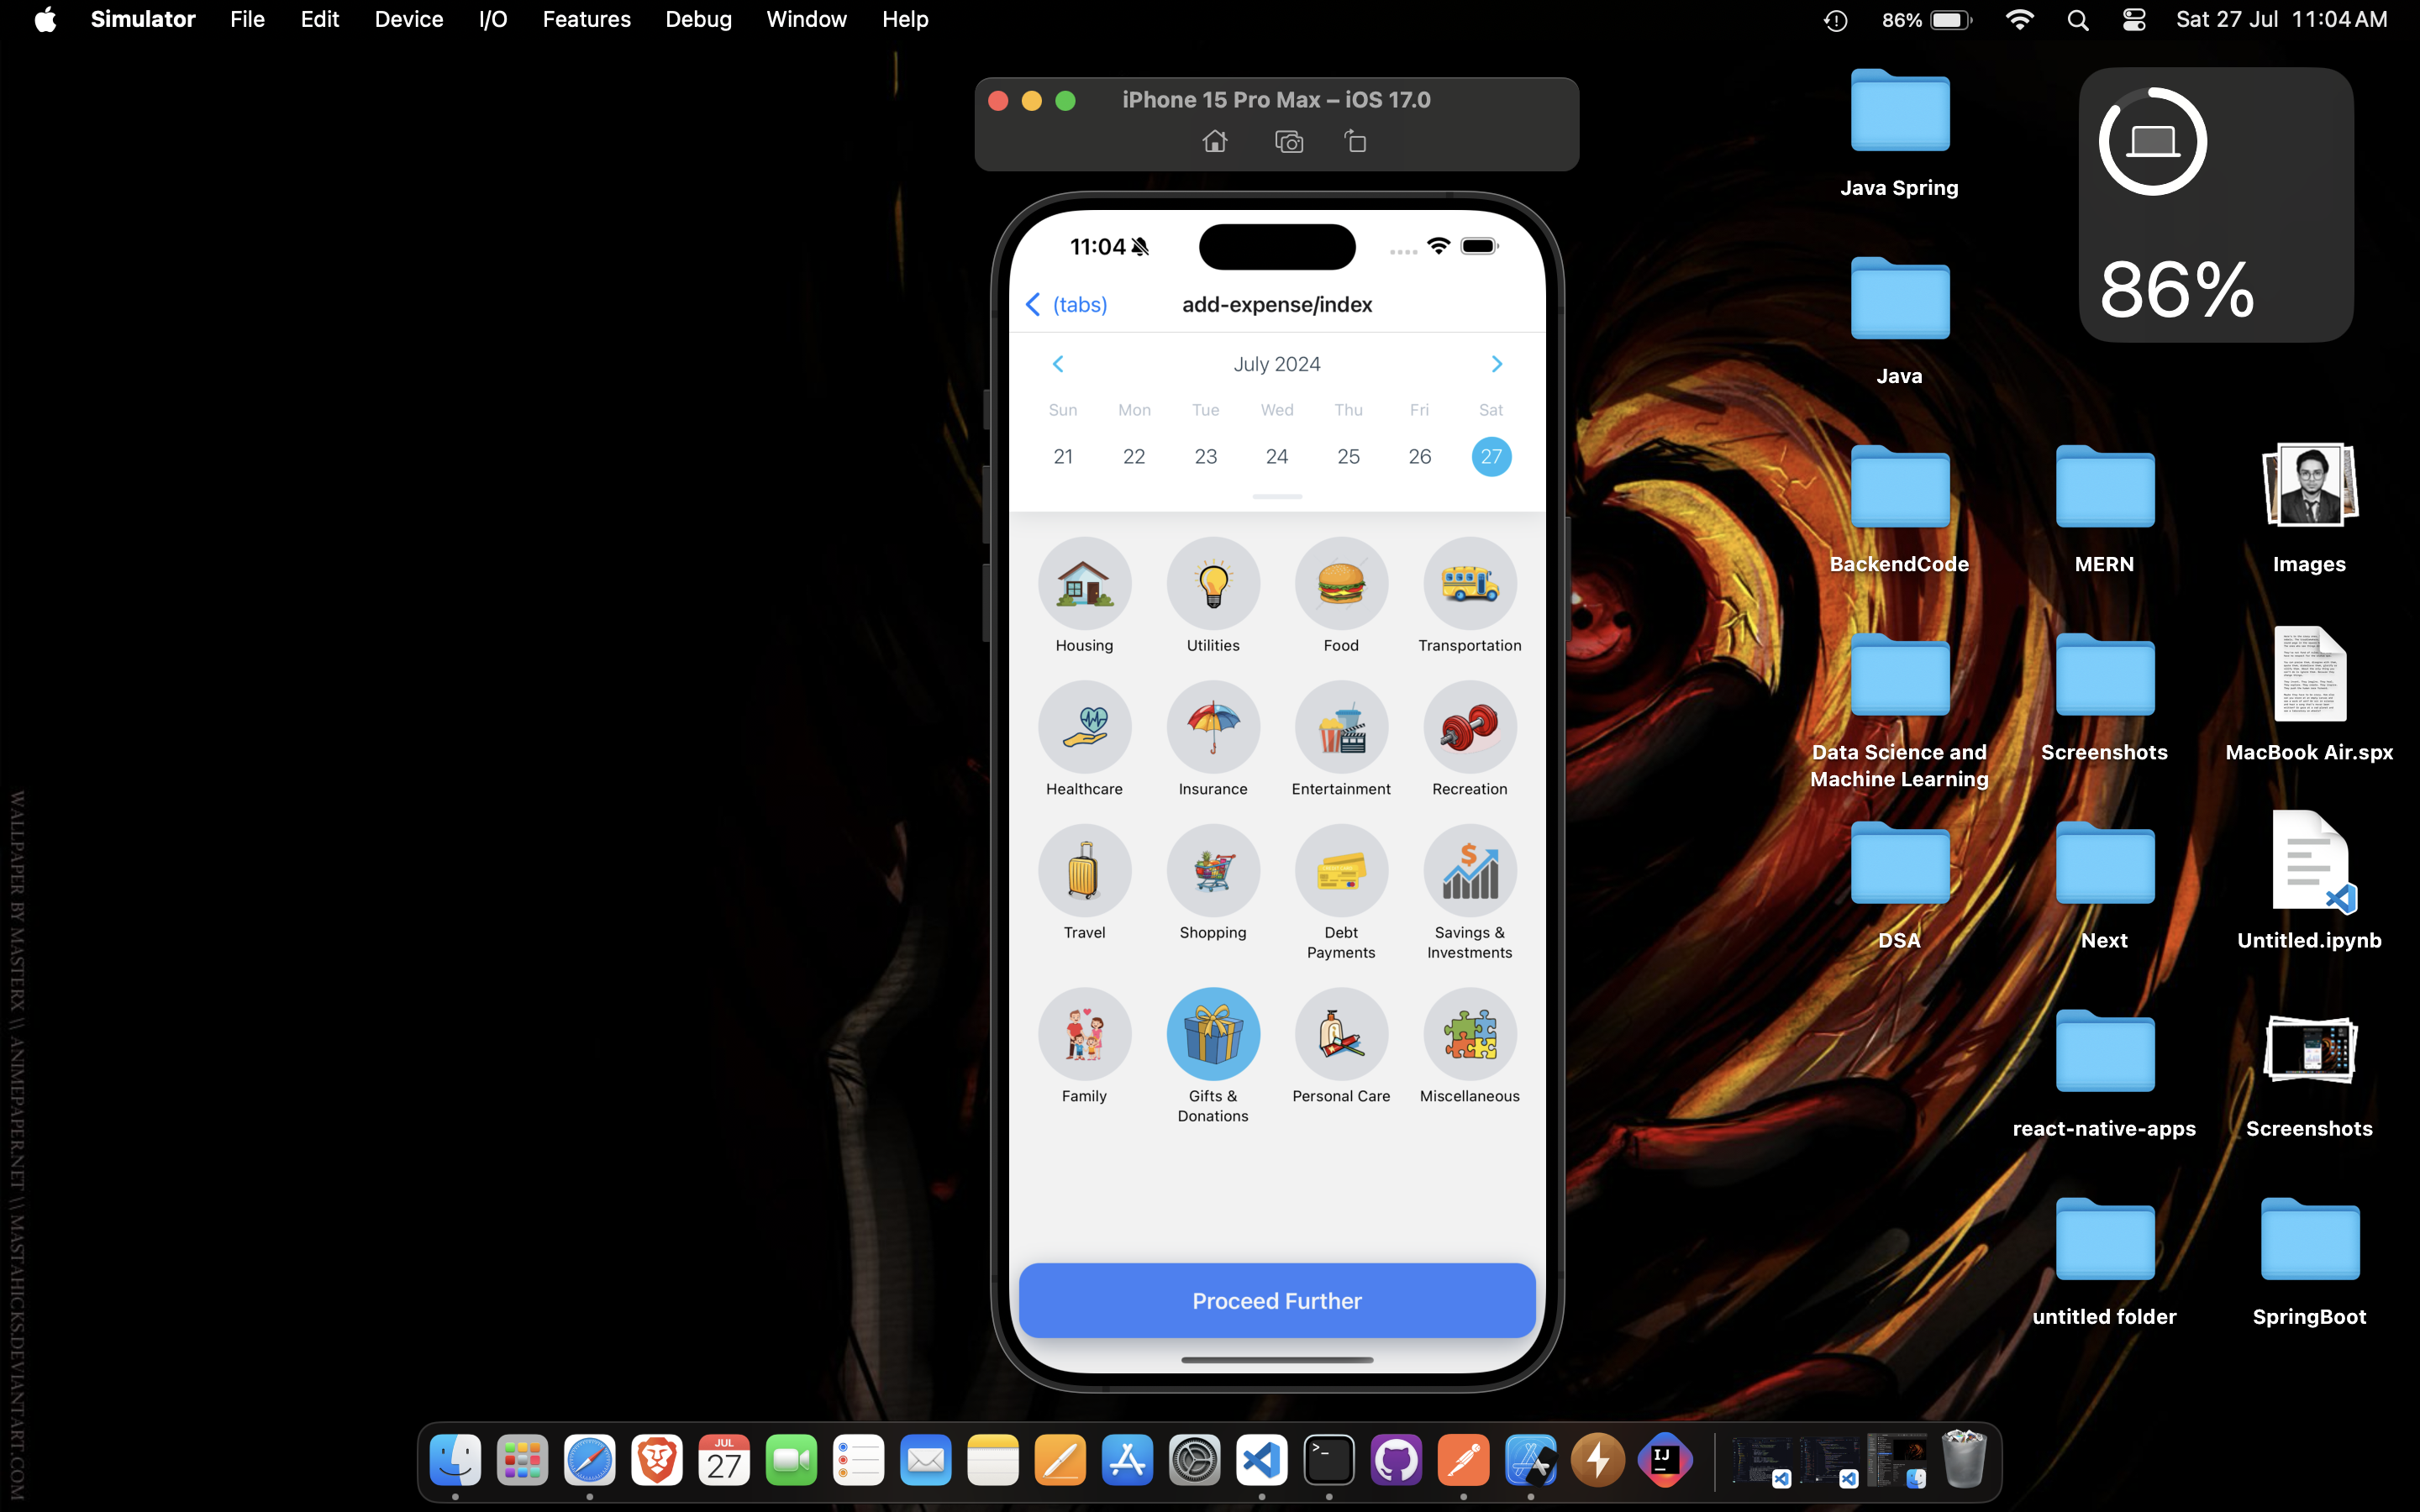 Simulator File Edit Device I/O Features Debug Window Help
86% Sat 27 Jul 11:04 AM
iPhone 15 Pro Max – iOS 17.0
11:04
(tabs) add-expense/index
July 2024
Sun Mon Tue Wed Thu Fri Sat
21 22 23 24 25 26 27
Housing Utilities Food Transportation
Healthcare Insurance Entertainment Recreation
Travel Shopping Debt Payments Savings & Investments
Family Gifts & Donations Personal Care Miscellaneous
Proceed Further
86%
Java Spring
Java
BackendCode MERN Images
Data Science and Machine Learning Screenshots MacBook Air.spx
DSA Next Untitled.ipynb
react-native-apps Screenshots
untitled folder SpringBoot
WALLPAPER BY MASTERX \\ ANIMEPAPER.NET \\ MASTAHICKS.DEVIANTART.COM
JUL
27
>_
IJ